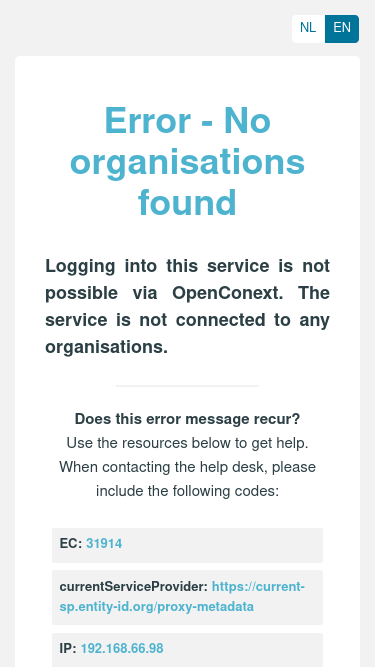 NL EN
Error - No
organisations
found
Logging into this service is not
possible via OpenConext. The
service is not connected to any
organisations.
Does this error message recur?
Use the resources below to get help.
When contacting the help desk, please
include the following codes:
EC: 31914
currentServiceProvider: https://current-
sp.entity-id.org/proxy-metadata
IP: 192.168.66.98